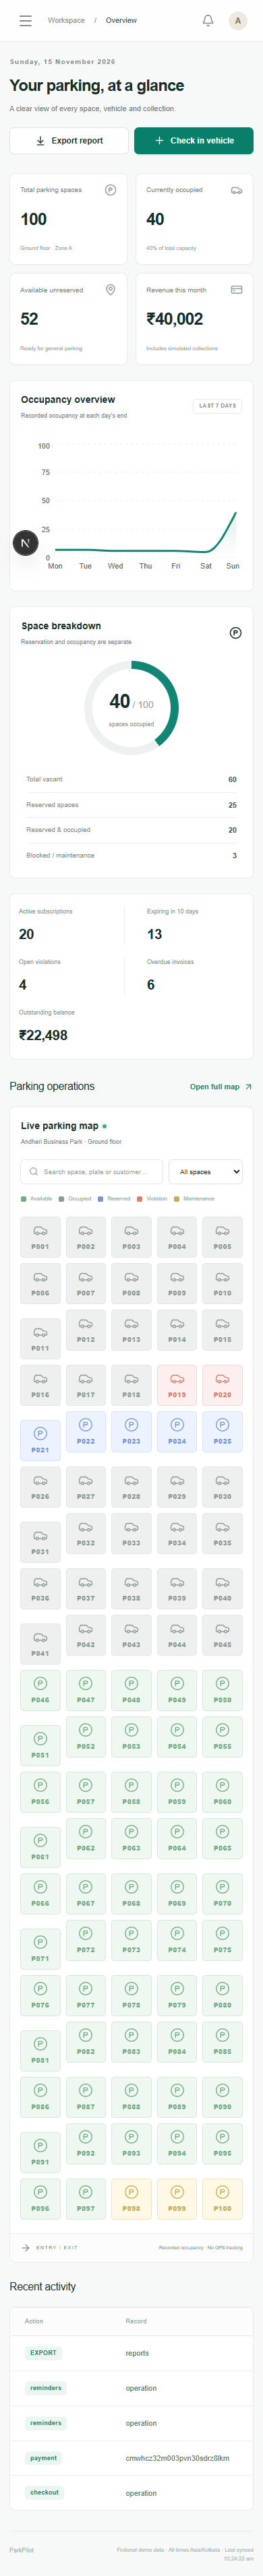 Workspace / Overview
A
Sunday, 15 November 2026
Your parking, at a glance
A clear view of every space, vehicle and collection.
Export report
Check in vehicle
Total parking spaces
100
Ground floor · Zone A
Currently occupied
40
40% of total capacity
Available unreserved
52
Ready for general parking
Revenue this month
₹40,002
Includes simulated collections
Occupancy overview
Recorded occupancy at each day's end
LAST 7 DAYS
100
75
50
25
0
N
Mon Tue Wed Thu Fri Sat Sun
Space breakdown
Reservation and occupancy are separate
P
40 / 100
spaces occupied
Total vacant 60
Reserved spaces 25
Reserved & occupied 20
Blocked / maintenance 3
Active subscriptions
20
Expiring in 10 days
13
Open violations
4
Overdue invoices
6
Outstanding balance
₹22,498
Parking operations
Open full map
Live parking map
Andheri Business Park · Ground floor
Search space, plate or customer...
All spaces
Available Occupied Reserved Violation Maintenance
P001 P002 P003 P004 P005
P006 P007 P008 P009 P010
P011 P012 P013 P014 P015
P016 P017 P018 P019 P020
P021 P022 P023 P024 P025
P026 P027 P028 P029 P030
P031 P032 P033 P034 P035
P036 P037 P038 P039 P040
P041 P042 P043 P044 P045
P046 P047 P048 P049 P050
P051 P052 P053 P054 P055
P056 P057 P058 P059 P060
P061 P062 P063 P064 P065
P066 P067 P068 P069 P070
P071 P072 P073 P074 P075
P076 P077 P078 P079 P080
P081 P082 P083 P084 P085
P086 P087 P088 P089 P090
P091 P092 P093 P094 P095
P096 P097 P098 P099 P100
ENTRY / EXIT
Recorded occupancy · No GPS tracking
Recent activity
Action Record
EXPORT reports
reminders operation
reminders operation
payment cmwhcz32m003pvn30sdrz8lkm
checkout operation
ParkPilot
Fictional demo data · All times Asia/Kolkata · Last synced
10:24:22 am